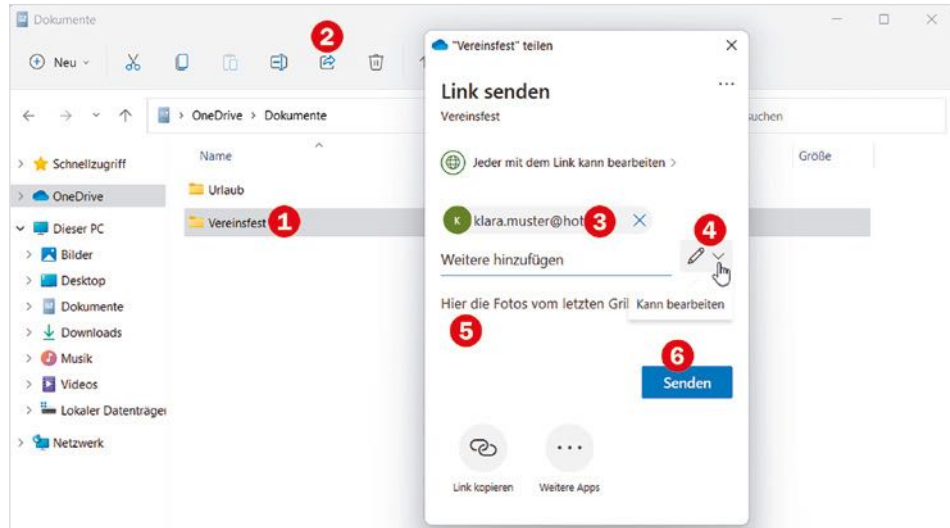 Dokumente
2
Neu
OneDrive > Dokumente
suchen
Schnellzugriff
OneDrive
Dieser PC
Bilder
Desktop
Dokumente
Downloads
Musik
Videos
Lokaler Datenträger
Netzwerk
Name
Größe
Urlaub
Vereinsfest 1
"Vereinsfest" teilen
Link senden
Vereinsfest
Jeder mit dem Link kann bearbeiten >
K klara.muster@hot 3
4
Weitere hinzufügen
Hier die Fotos vom letzten Gril
Kann bearbeiten
5
6
Senden
Link kopieren
Weitere Apps